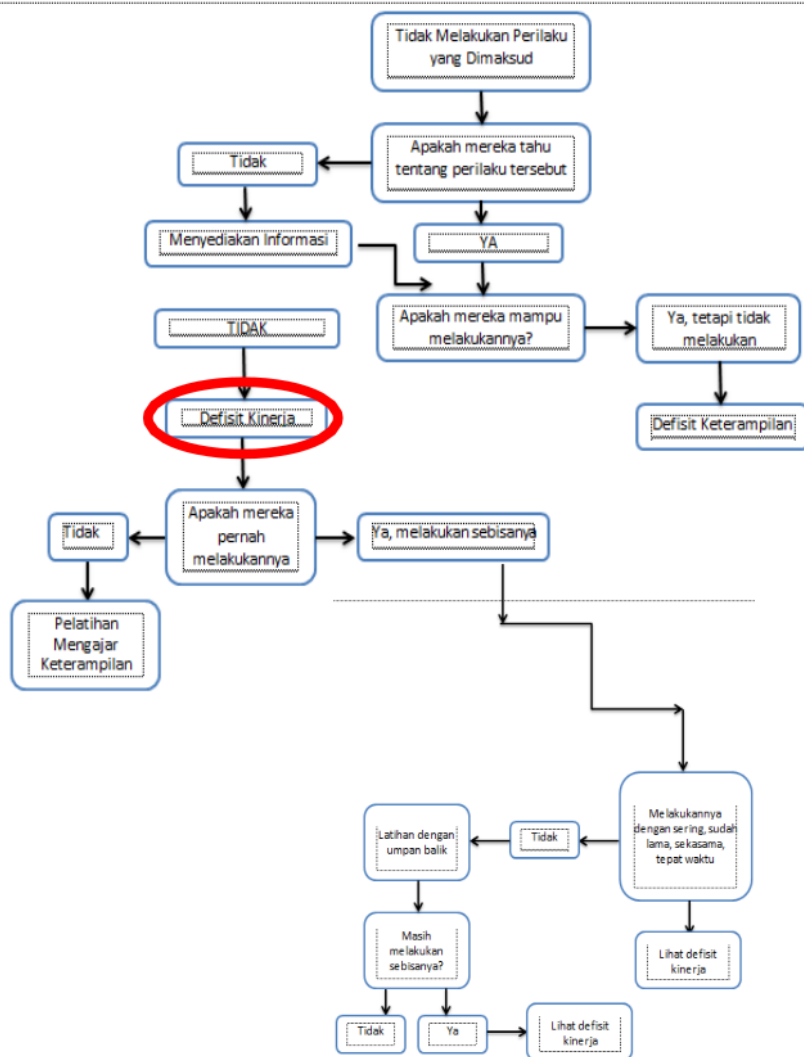 Tidak Melakukan Perilaku
yang Dimaksud
Apakah mereka tahu
tentang perilaku tersebut
Tidak
Menyediakan Informasi
YA
Apakah mereka mampu
melakukannya?
Ya, tetapi tidak
melakukan
TIDAK
Defisit Kinerja
Defisit Keterampilan
Apakah mereka
pernah
melakukannya
Tidak
Ya, melakukan sebisanya
Pelatihan
Mengajar
Keterampilan
Melakukannya
dengan sering, sudah
lama, sekasama,
tepat waktu
Tidak
Latihan dengan
umpan balik
Masih
melakukan
sebisanya?
Lihat defisit
kinerja
Tidak
Ya
Lihat defisit
kinerja